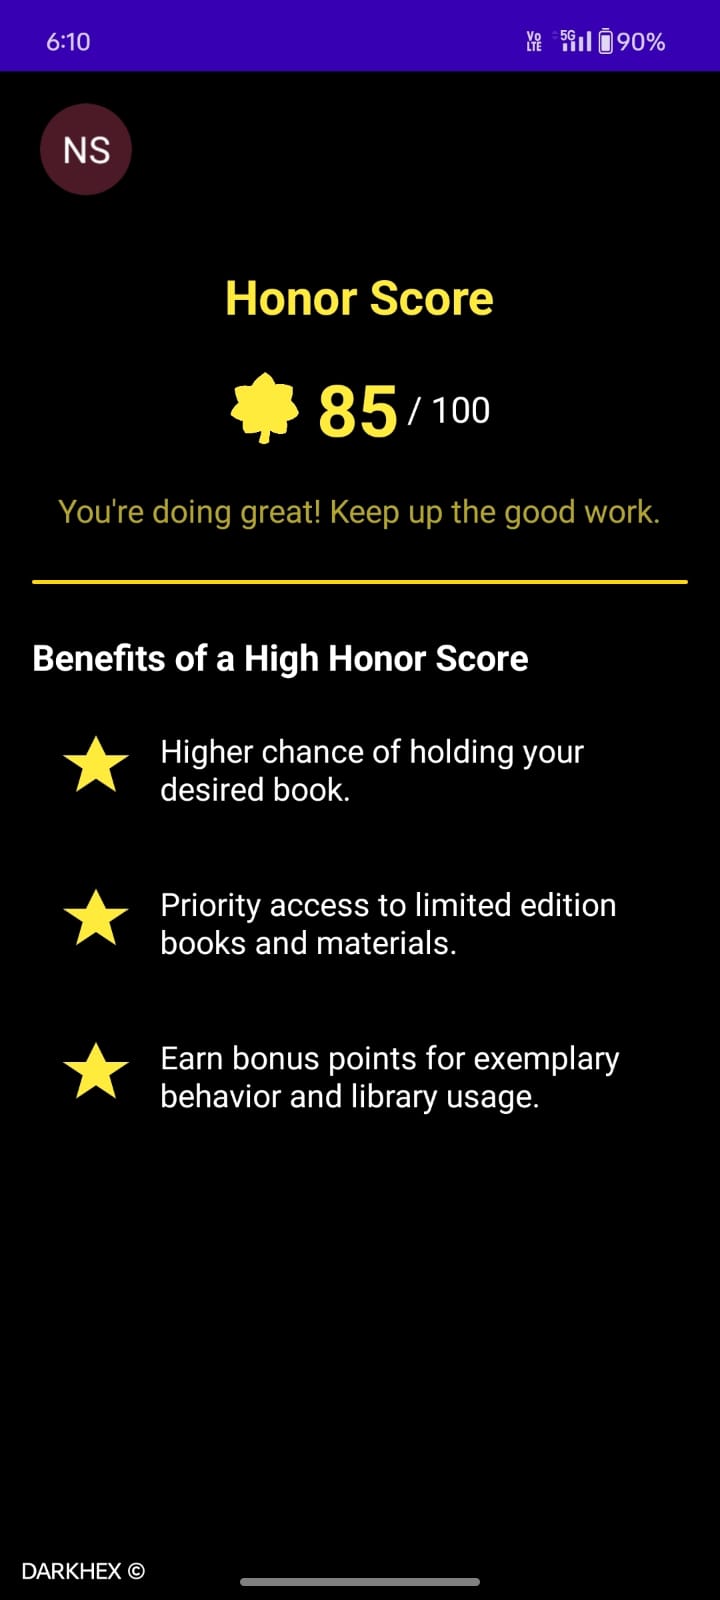 6:10
Vo LTE 5G 90%
NS
Honor Score
85 / 100
You're doing great! Keep up the good work.
Benefits of a High Honor Score
Higher chance of holding your
desired book.
Priority access to limited edition
books and materials.
Earn bonus points for exemplary
behavior and library usage.
DARKHEX ©